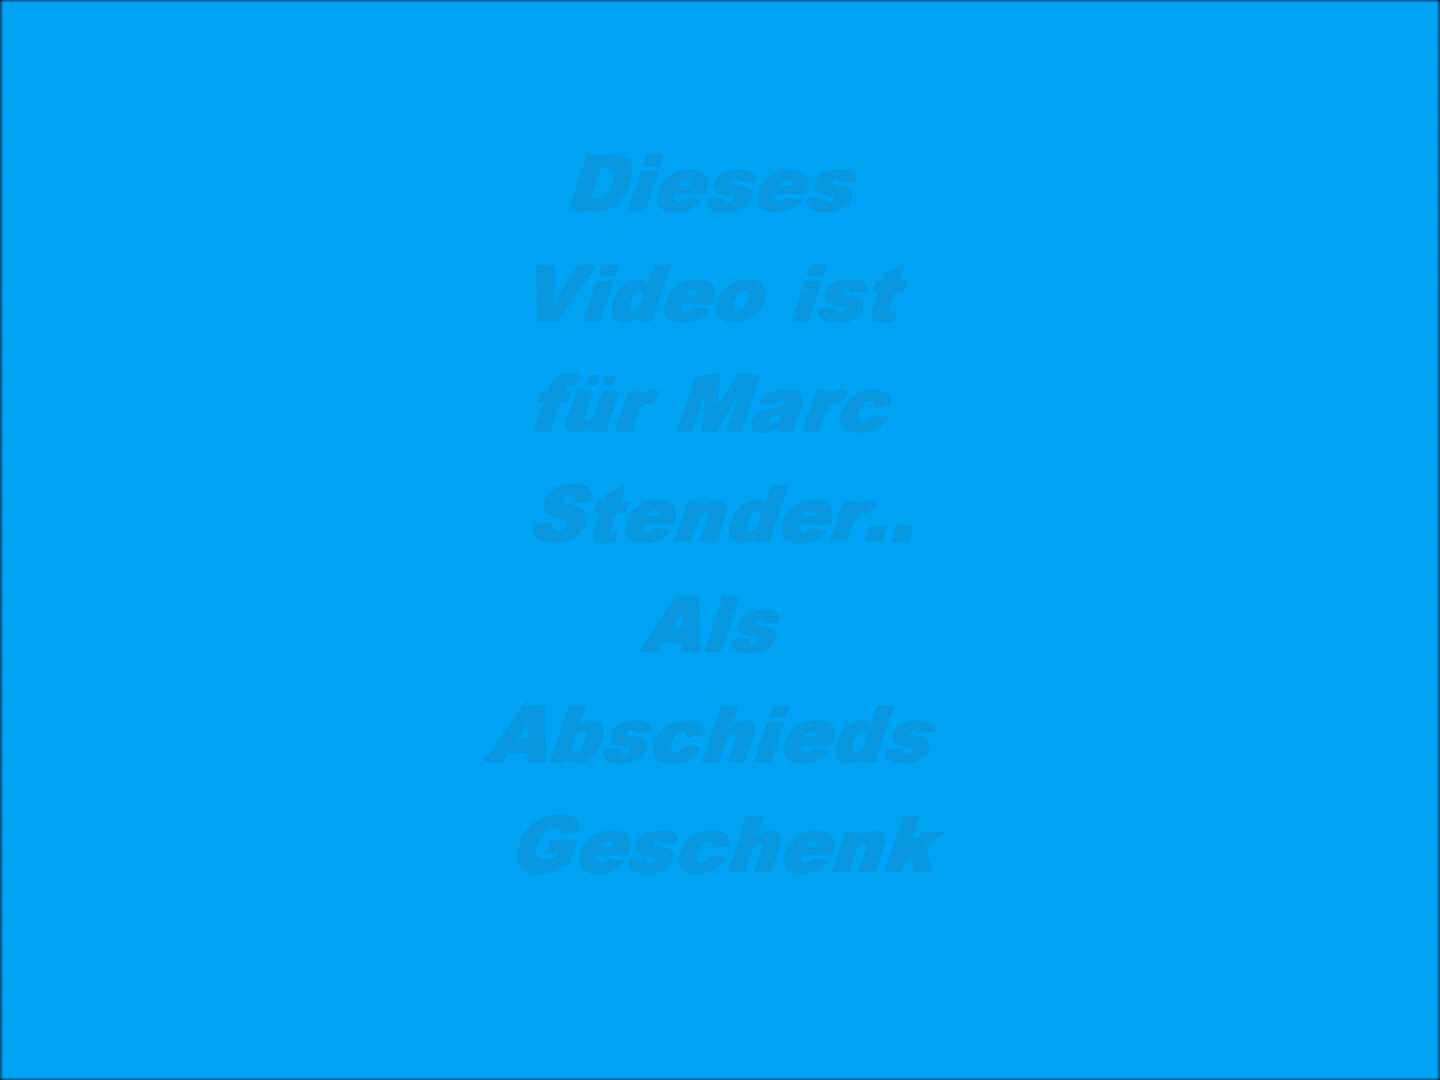 Dieses
Video ist
für Marc
Stender..
Als
Abschieds
Geschenk